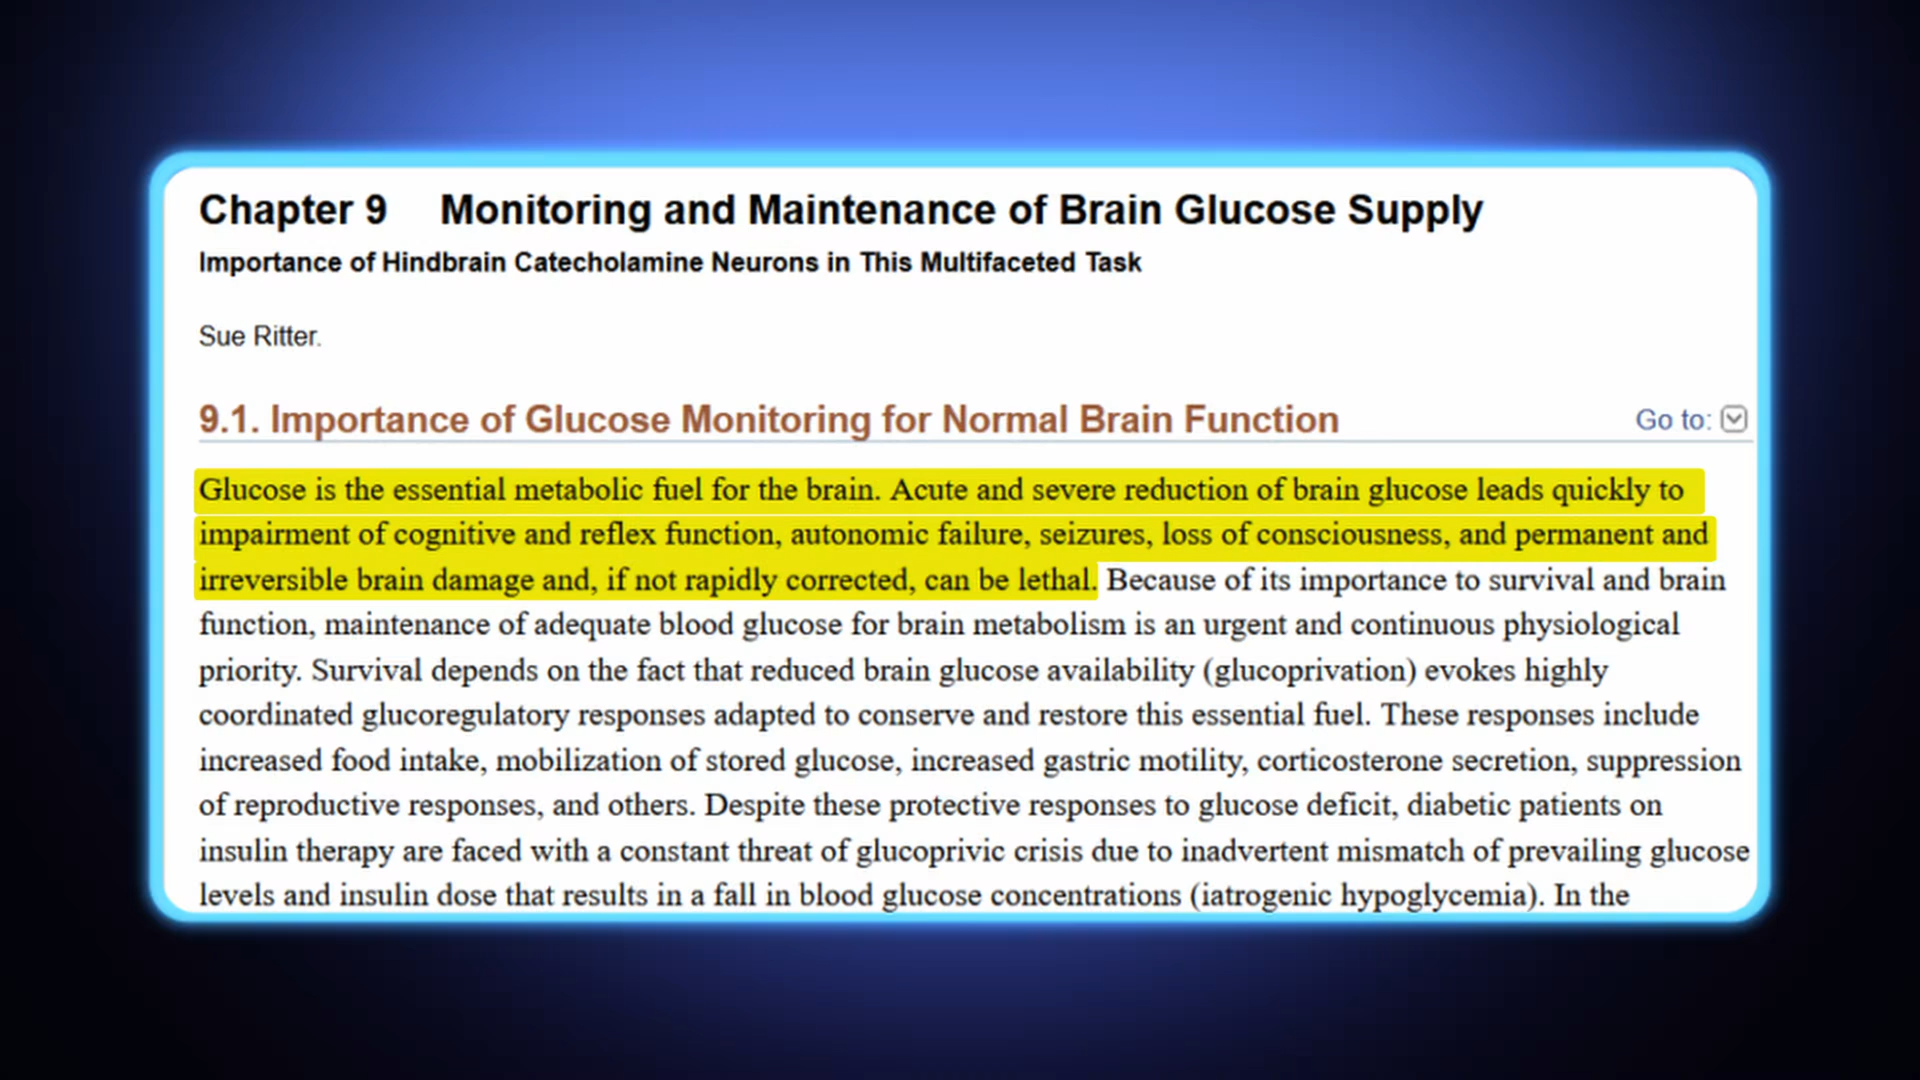 Chapter 9 Monitoring and Maintenance of Brain Glucose Supply
Importance of Hindbrain Catecholamine Neurons in This Multifaceted Task
Sue Ritter.
9.1. Importance of Glucose Monitoring for Normal Brain Function Go to:
Glucose is the essential metabolic fuel for the brain. Acute and severe reduction of brain glucose leads quickly to
impairment of cognitive and reflex function, autonomic failure, seizures, loss of consciousness, and permanent and
irreversible brain damage and, if not rapidly corrected, can be lethal. Because of its importance to survival and brain
function, maintenance of adequate blood glucose for brain metabolism is an urgent and continuous physiological
priority. Survival depends on the fact that reduced brain glucose availability (glucoprivation) evokes highly
coordinated glucoregulatory responses adapted to conserve and restore this essential fuel. These responses include
increased food intake, mobilization of stored glucose, increased gastric motility, corticosterone secretion, suppression
of reproductive responses, and others. Despite these protective responses to glucose deficit, diabetic patients on
insulin therapy are faced with a constant threat of glucoprivic crisis due to inadvertent mismatch of prevailing glucose
levels and insulin dose that results in a fall in blood glucose concentrations (iatrogenic hypoglycemia). In the